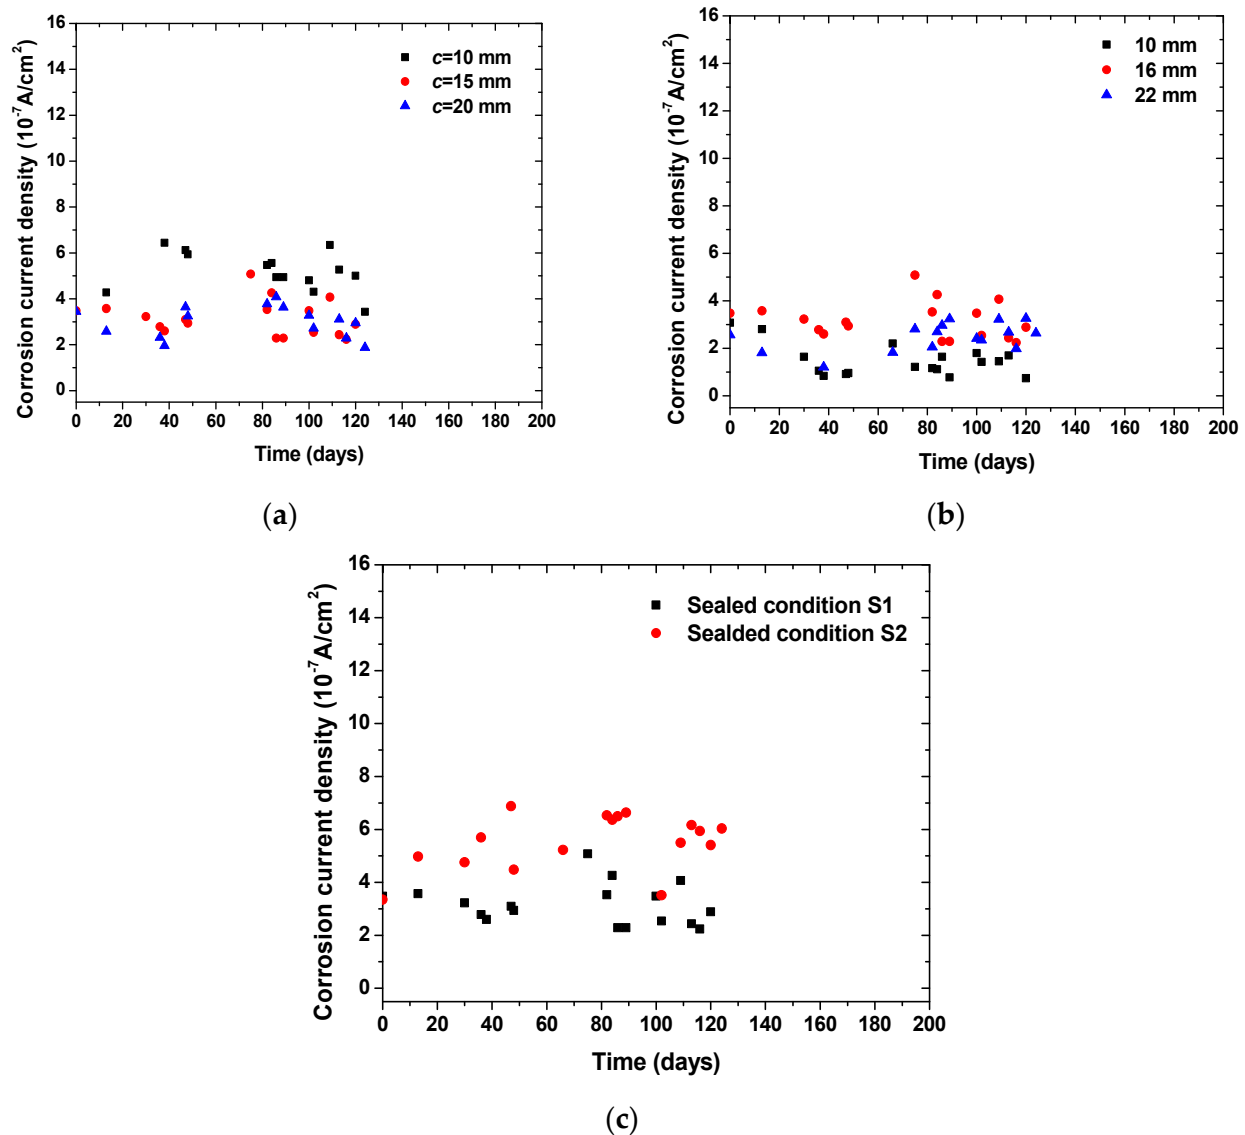 c=10 mm
c=15 mm
c=20 mm
Corrosion current density (10⁻⁷A/cm²)
16
14
12
10
8
6
4
2
0
0 20 40 60 80 100 120 140 160 180 200
Time (days)
(a)
10 mm
16 mm
22 mm
Corrosion current density (10⁻⁷A/cm²)
16
14
12
10
8
6
4
2
0
0 20 40 60 80 100 120 140 160 180 200
Time (days)
(b)
Sealed condition S1
Sealded condition S2
Corrosion current density (10⁻⁷A/cm²)
16
14
12
10
8
6
4
2
0
0 20 40 60 80 100 120 140 160 180 200
Time (days)
(c)